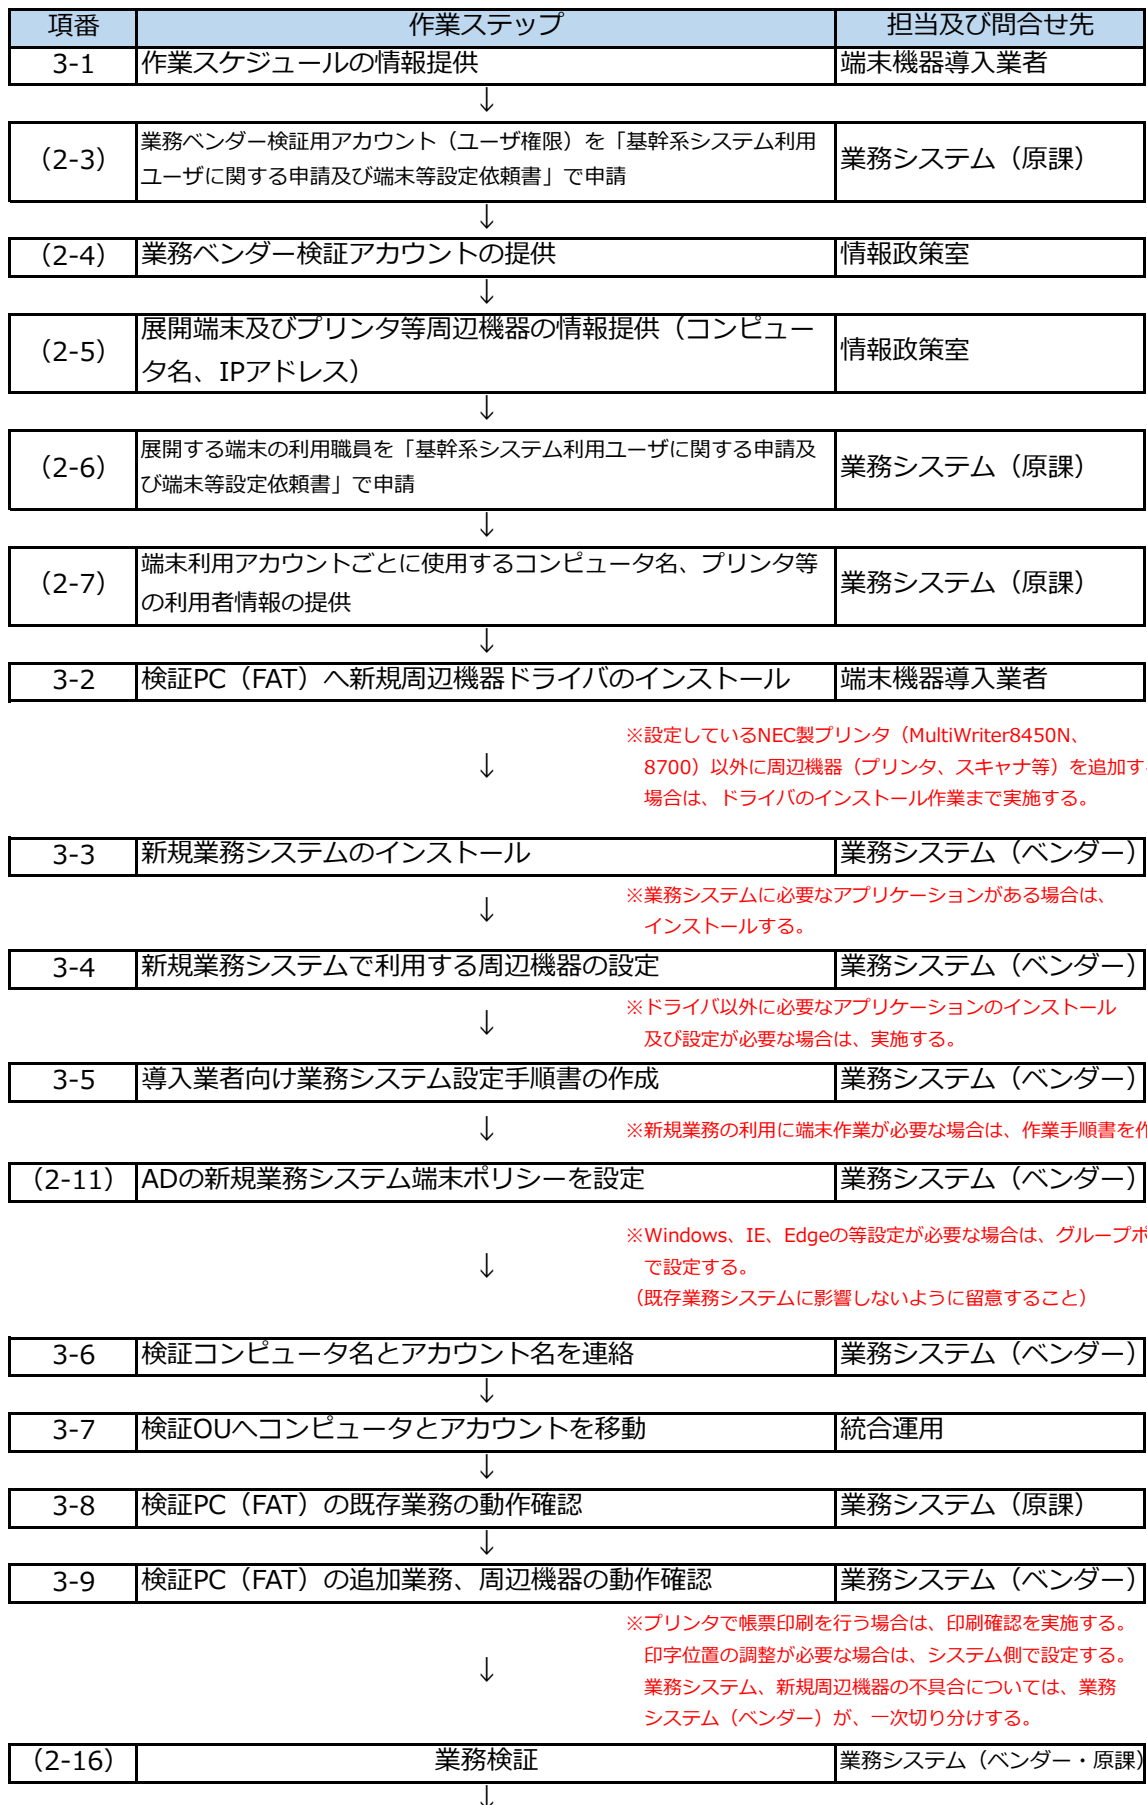 項番 作業ステップ 担当及び問合せ先
3-1 作業スケジュールの情報提供 端末機器導入業者
↓
（2-3） 業務ベンダー検証用アカウント（ユーザ権限）を「基幹系システム利用
ユーザに関する申請及び端末等設定依頼書」で申請 業務システム（原課）
↓
（2-4） 業務ベンダー検証アカウントの提供 情報政策室
↓
（2-5） 展開端末及びプリンタ等周辺機器の情報提供（コンピュー
タ名、IPアドレス） 情報政策室
↓
（2-6） 展開する端末の利用職員を「基幹系システム利用ユーザに関する申請及
び端末等設定依頼書」で申請 業務システム（原課）
↓
（2-7） 端末利用アカウントごとに使用するコンピュータ名、プリンタ等
の利用者情報の提供 業務システム（原課）
↓
3-2 検証PC（FAT）へ新規周辺機器ドライバのインストール 端末機器導入業者
※設定しているNEC製プリンタ（MultiWriter8450N、
↓ 8700）以外に周辺機器（プリンタ、スキャナ等）を追加す
場合は、ドライバのインストール作業まで実施する。
3-3 新規業務システムのインストール 業務システム（ベンダー）
↓ ※業務システムに必要なアプリケーションがある場合は、
インストールする。
3-4 新規業務システムで利用する周辺機器の設定 業務システム（ベンダー）
↓ ※ドライバ以外に必要なアプリケーションのインストール
及び設定が必要な場合は、実施する。
3-5 導入業者向け業務システム設定手順書の作成 業務システム（ベンダー）
↓ ※新規業務の利用に端末作業が必要な場合は、作業手順書を作
（2-11） ADの新規業務システム端末ポリシーを設定 業務システム（ベンダー）
※Windows、IE、Edgeの等設定が必要な場合は、グループポ
↓ で設定する。
（既存業務システムに影響しないように留意すること）
3-6 検証コンピュータ名とアカウント名を連絡 業務システム（ベンダー）
↓
3-7 検証OUへコンピュータとアカウントを移動 統合運用
↓
3-8 検証PC（FAT）の既存業務の動作確認 業務システム（原課）
↓
3-9 検証PC（FAT）の追加業務、周辺機器の動作確認 業務システム（ベンダー）
※プリンタで帳票印刷を行う場合は、印刷確認を実施する。
印字位置の調整が必要な場合は、システム側で設定する。
↓ 業務システム、新規周辺機器の不具合については、業務
システム（ベンダー）が、一次切り分けする。
（2-16） 業務検証 業務システム（ベンダー・原課）
↓